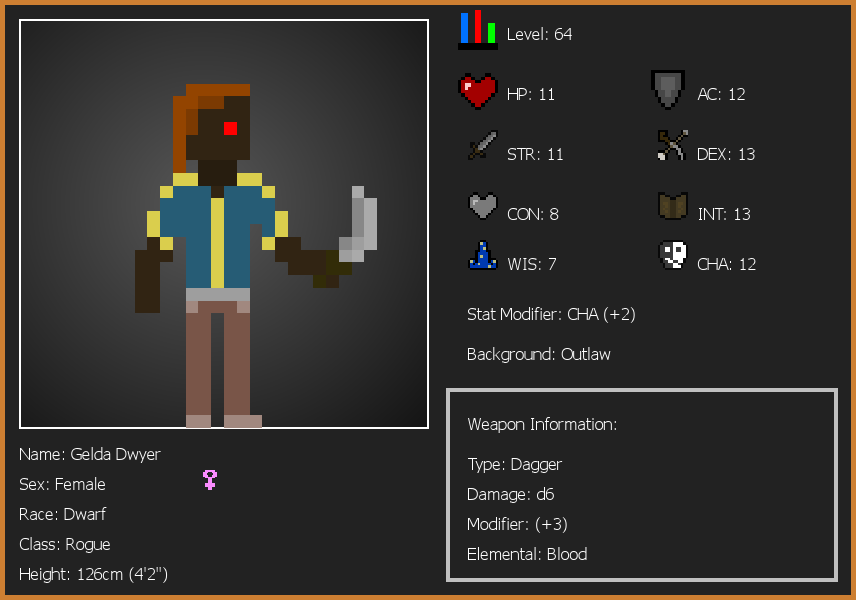 Level: 64
HP: 11
AC: 12
STR: 11
DEX: 13
CON: 8
INT: 13
WIS: 7
CHA: 12
Stat Modifier: CHA (+2)
Background: Outlaw
Weapon Information:
Type: Dagger
Damage: d6
Modifier: (+3)
Elemental: Blood
Name: Gelda Dwyer
Sex: Female
Race: Dwarf
Class: Rogue
Height: 126cm (4'2")